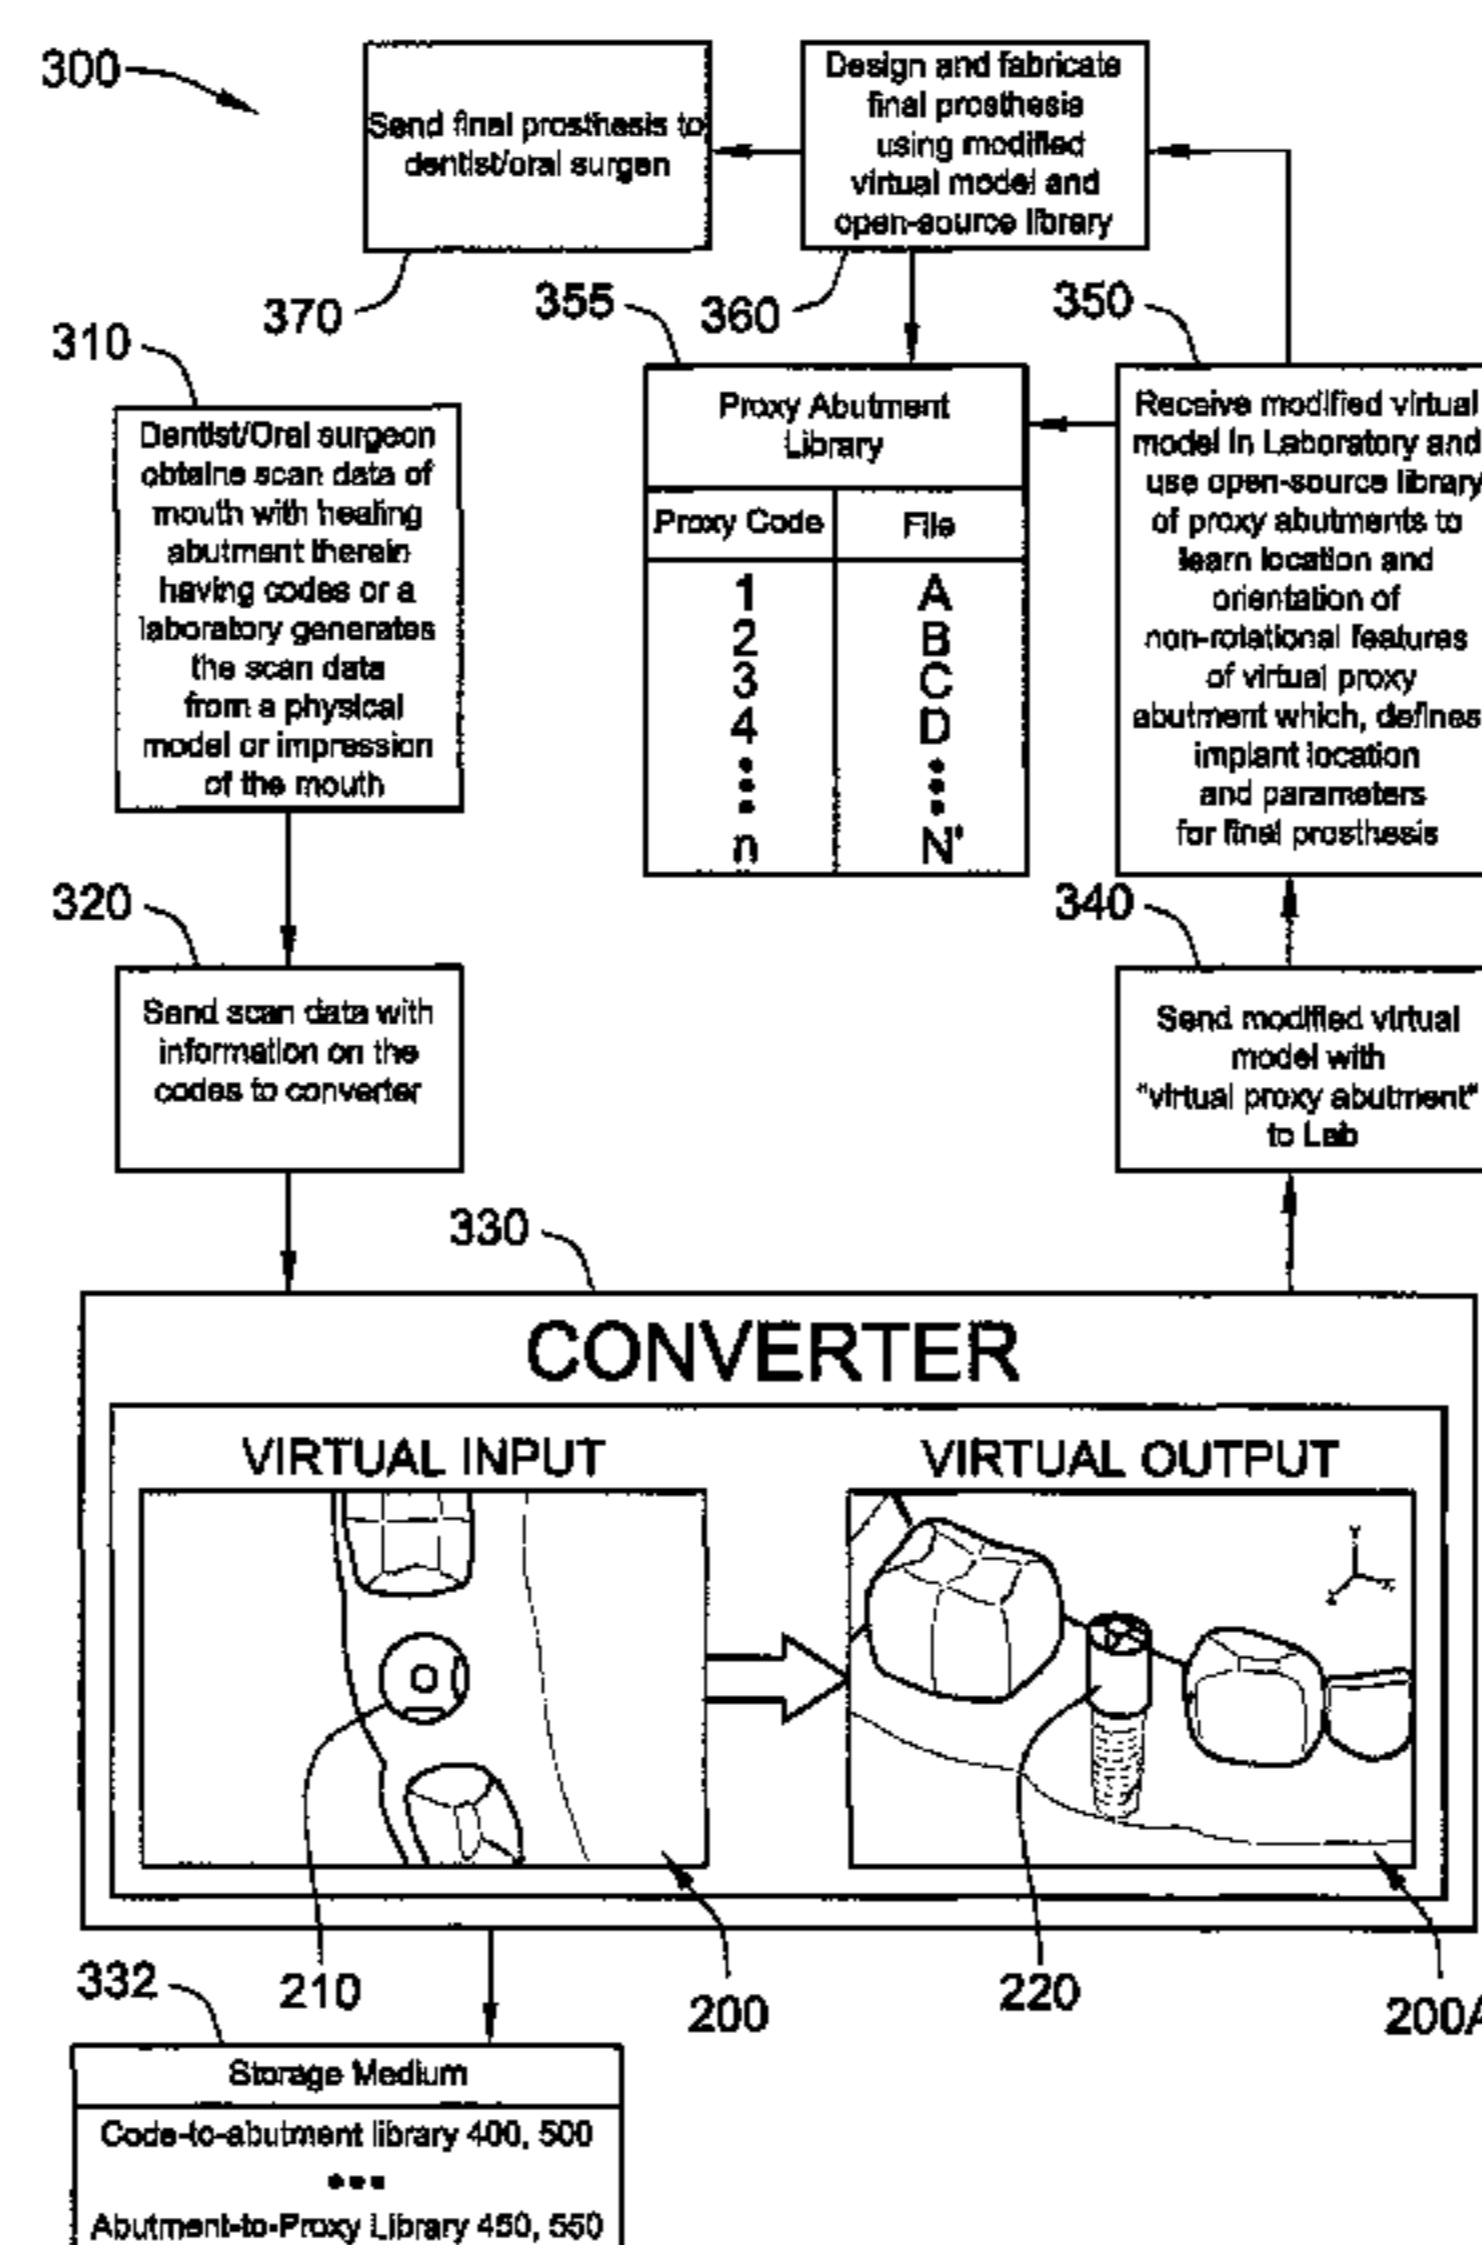 300
Send final prosthesis to
dentist/oral surgen
370
Design and fabricate
final prosthesis
using modified
virtual model and
open-source library
360
310
Dentist/Oral surgeon
obtains scan data of
mouth with healing
abutment therein
having codes or a
laboratory generates
the scan data
from a physical
model or impression
of the mouth
355
Proxy Abutment
Library
Proxy Code File
1 A
2 B
3 C
4 D
n N'
350
Receive modified virtual
model in Laboratory and
use open-source library
of proxy abutments to
learn location and
orientation of
non-rotational features
of virtual proxy
abutment which, defines
implant location
and parameters
for final prosthesis
320
Send scan data with
information on the
codes to converter
340
Send modified virtual
model with
"virtual proxy abutment"
to Lab
330
CONVERTER
VIRTUAL INPUT
VIRTUAL OUTPUT
Y
X
Z
210
200
220
200A
332
Storage Medium
Code-to-abutment library 400, 500
•••
Abutment-to-Proxy Library 450, 550